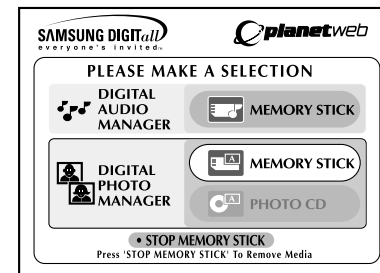 SAMSUNG DIGITall
everyone's invited™
planetweb
PLEASE MAKE A SELECTION
DIGITAL
AUDIO
MANAGER
MEMORY STICK
DIGITAL
PHOTO
MANAGER
A
MEMORY STICK
A
PHOTO CD
• STOP MEMORY STICK
Press 'STOP MEMORY STICK' To Remove Media